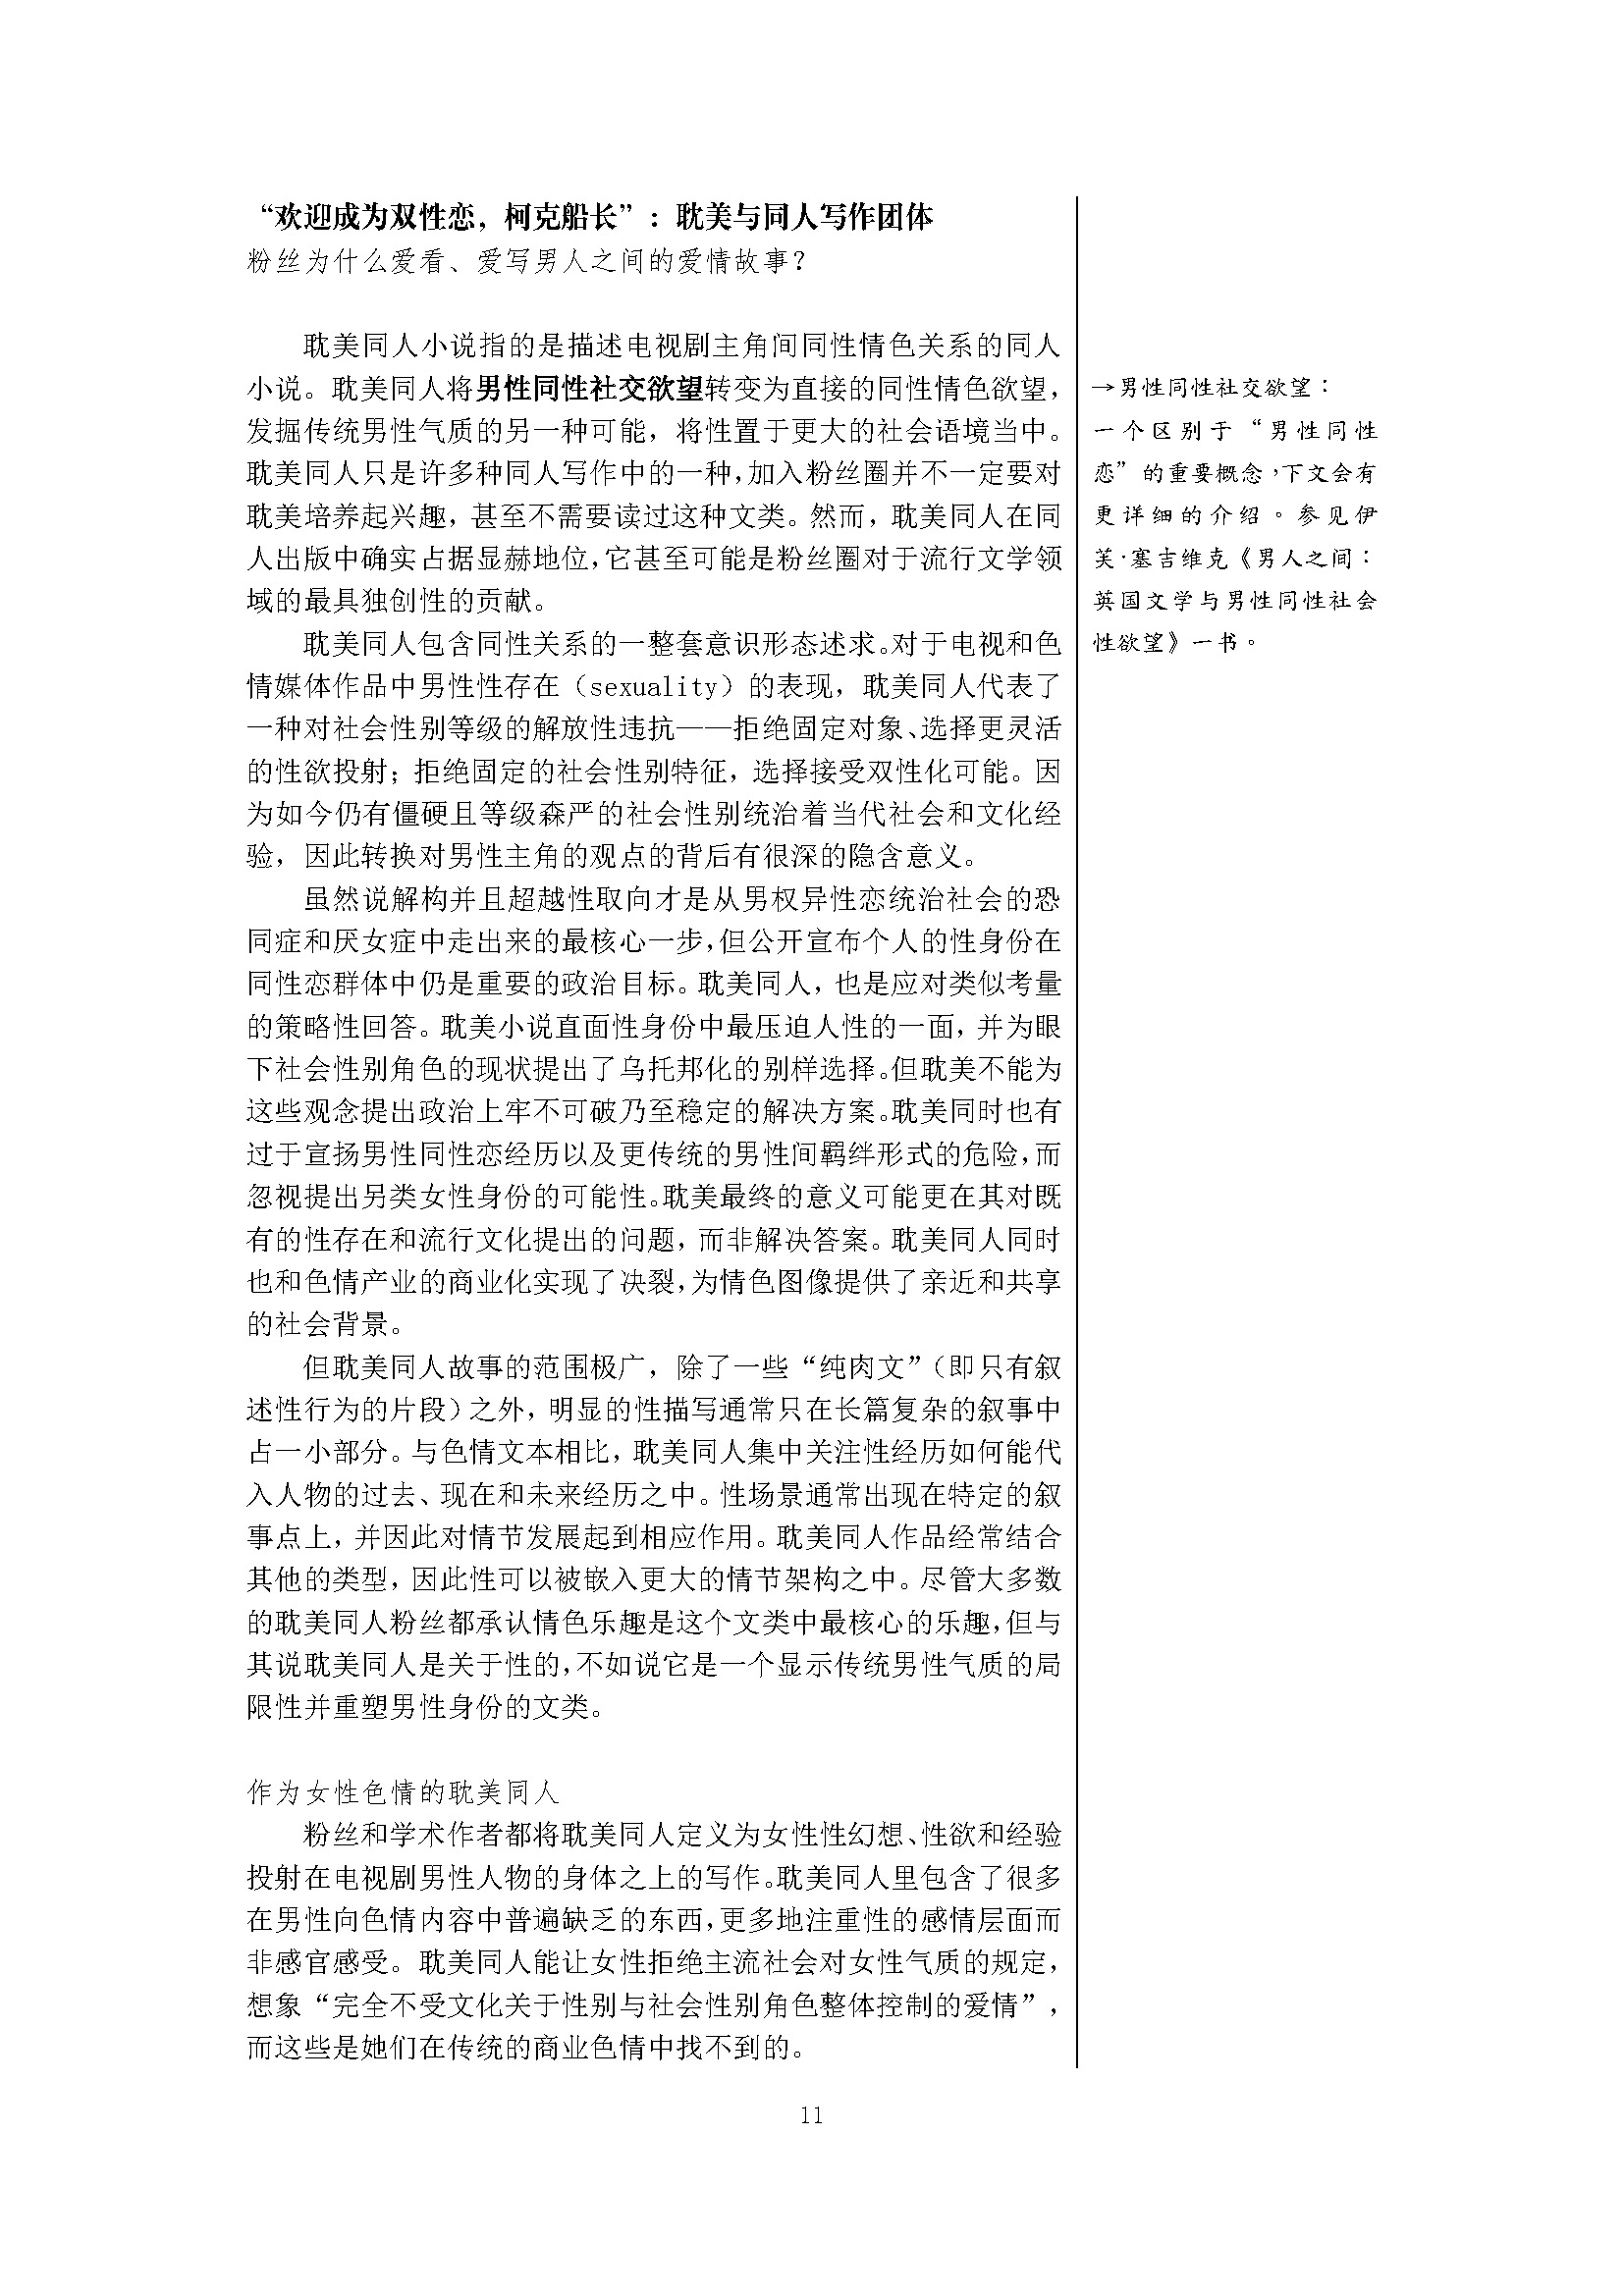 “欢迎成为双性恋，柯克船长”：耽美与同人写作团体
粉丝为什么爱看、爱写男人之间的爱情故事？
耽美同人小说指的是描述电视剧主角间同性情色关系的同人
小说。耽美同人将男性同性社交欲望转变为直接的同性情色欲望，
发掘传统男性气质的另一种可能，将性置于更大的社会语境当中。
耽美同人只是许多种同人写作中的一种，加入粉丝圈并不一定要对
耽美培养起兴趣，甚至不需要读过这种文类。然而，耽美同人在同
人出版中确实占据显赫地位，它甚至可能是粉丝圈对于流行文学领
域的最具独创性的贡献。
耽美同人包含同性关系的一整套意识形态述求。对于电视和色
情媒体作品中男性性存在（sexuality）的表现，耽美同人代表了
一种对社会性别等级的解放性违抗——拒绝固定对象、选择更灵活
的性欲投射；拒绝固定的社会性别特征，选择接受双性化可能。因
为如今仍有僵硬且等级森严的社会性别统治着当代社会和文化经
验，因此转换对男性主角的观点的背后有很深的隐含意义。
虽然说解构并且超越性取向才是从男权异性恋统治社会的恐
同症和厌女症中走出来的最核心一步，但公开宣布个人的性身份在
同性恋群体中仍是重要的政治目标。耽美同人，也是应对类似考量
的策略性回答。耽美小说直面性身份中最压迫人性的一面，并为眼
下社会性别角色的现状提出了乌托邦化的别样选择。但耽美不能为
这些观念提出政治上牢不可破乃至稳定的解决方案。耽美同时也有
过于宣扬男性同性恋经历以及更传统的男性间羁绊形式的危险，而
忽视提出另类女性身份的可能性。耽美最终的意义可能更在其对既
有的性存在和流行文化提出的问题，而非解决答案。耽美同人同时
也和色情产业的商业化实现了决裂，为情色图像提供了亲近和共享
的社会背景。
但耽美同人故事的范围极广，除了一些“纯肉文”（即只有叙
述性行为的片段）之外，明显的性描写通常只在长篇复杂的叙事中
占一小部分。与色情文本相比，耽美同人集中关注性经历如何能代
入人物的过去、现在和未来经历之中。性场景通常出现在特定的叙
事点上，并因此对情节发展起到相应作用。耽美同人作品经常结合
其他的类型，因此性可以被嵌入更大的情节架构之中。尽管大多数
的耽美同人粉丝都承认情色乐趣是这个文类中最核心的乐趣，但与
其说耽美同人是关于性的，不如说它是一个显示传统男性气质的局
限性并重塑男性身份的文类。
作为女性色情的耽美同人
粉丝和学术作者都将耽美同人定义为女性性幻想、性欲和经验
投射在电视剧男性人物的身体之上的写作。耽美同人里包含了很多
在男性向色情内容中普遍缺乏的东西，更多地注重性的感情层面而
非感官感受。耽美同人能让女性拒绝主流社会对女性气质的规定，
想象“完全不受文化关于性别与社会性别角色整体控制的爱情”，
而这些是她们在传统的商业色情中找不到的。
→男性同性社交欲望：
一个区别于“男性同性
恋”的重要概念，下文会有
更详细的介绍。参见伊
芙·塞吉维克《男人之间：
英国文学与男性同性社会
性欲望》一书。
11